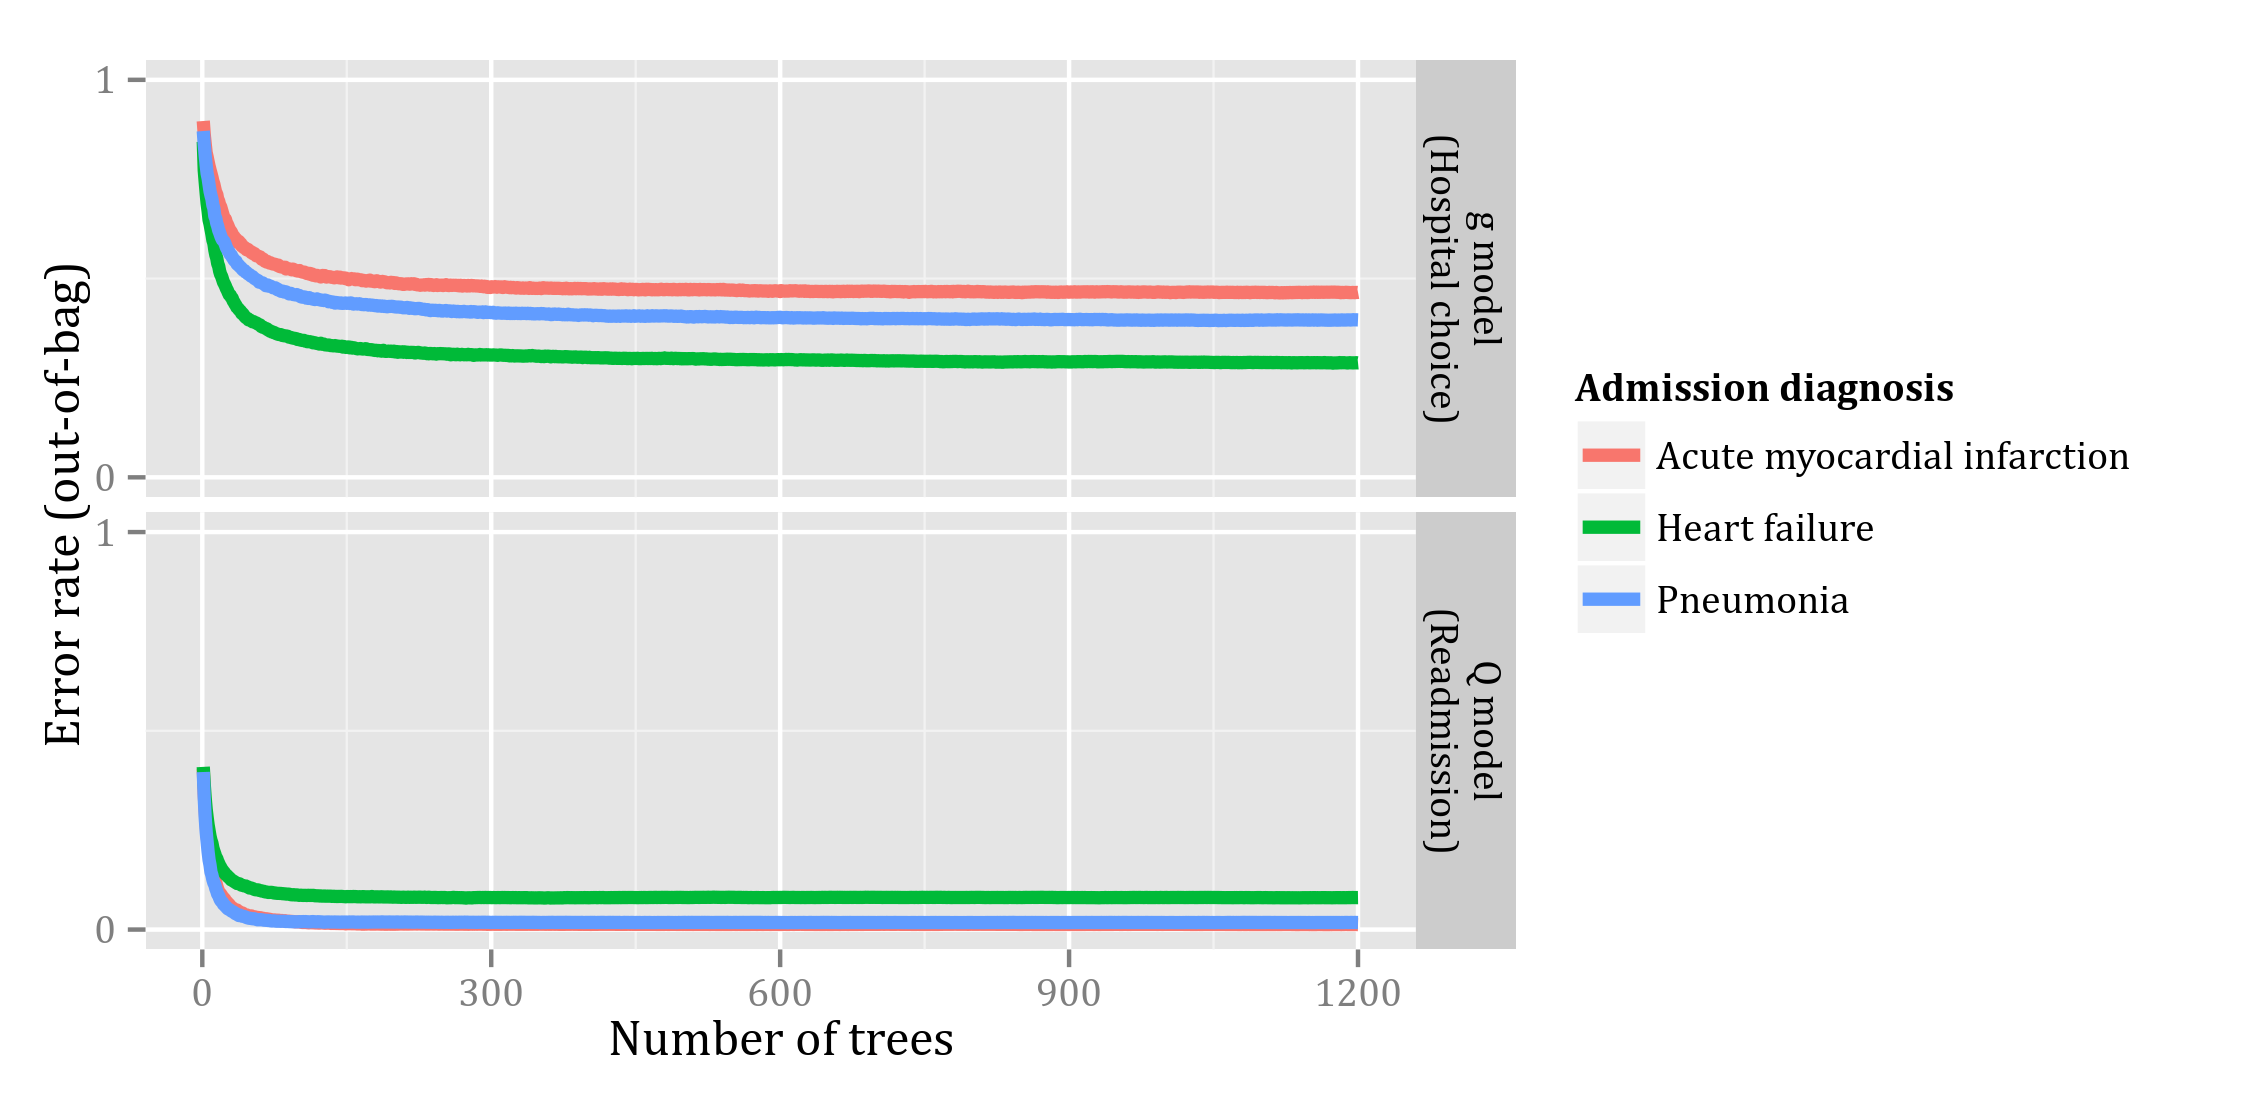 Error rate (out-of-bag)
1
0
g model
(Hospital choice)
1
0
Q model
(Readmission)
0 300 600 900 1200
Number of trees
Admission diagnosis
Acute myocardial infarction
Heart failure
Pneumonia